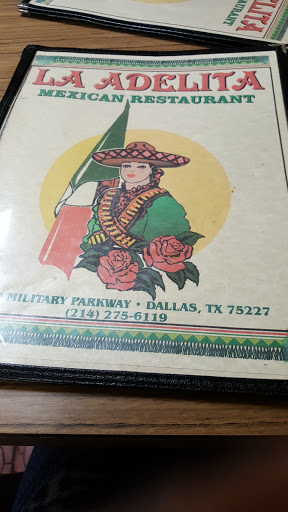 LA ADELITA
MEXICAN RESTAURANT
MILITARY PARKWAY • DALLAS, TX 75227
(214) 275-6119